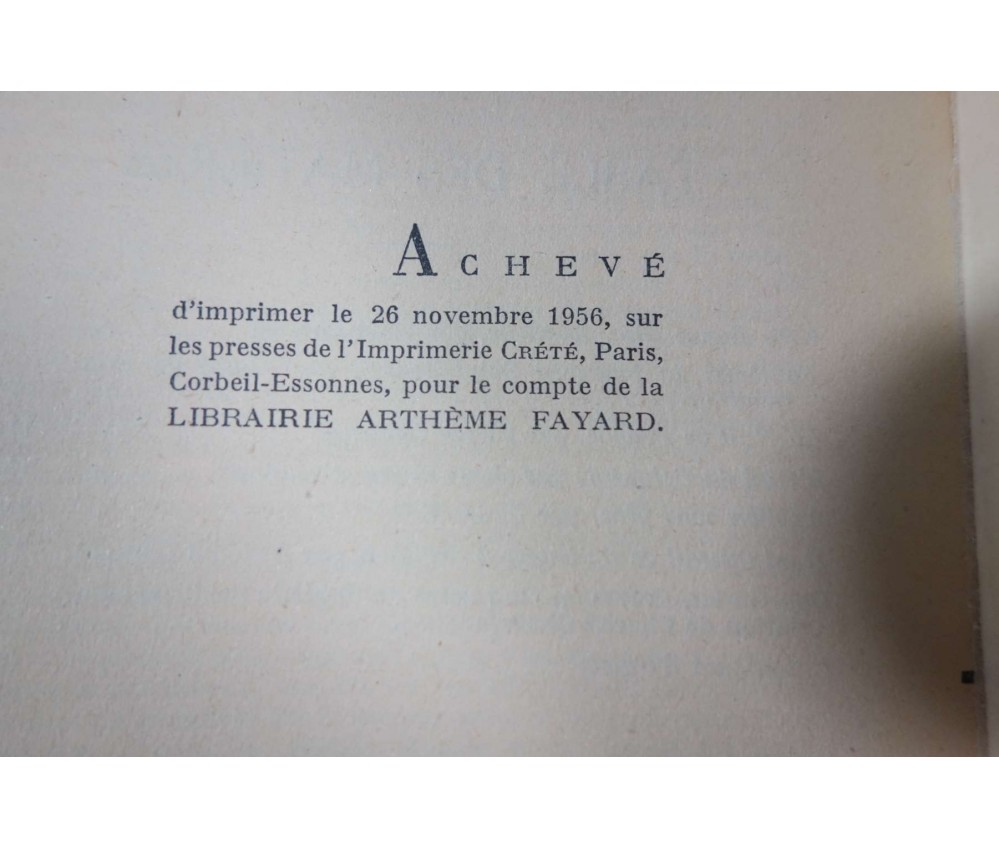 ACHEVÉ
d'imprimer le 26 novembre 1956, sur
les presses de l'Imprimerie CRÉTÉ, Paris,
Corbeil-Essonnes, pour le compte de la
LIBRAIRIE ARTHÈME FAYARD.